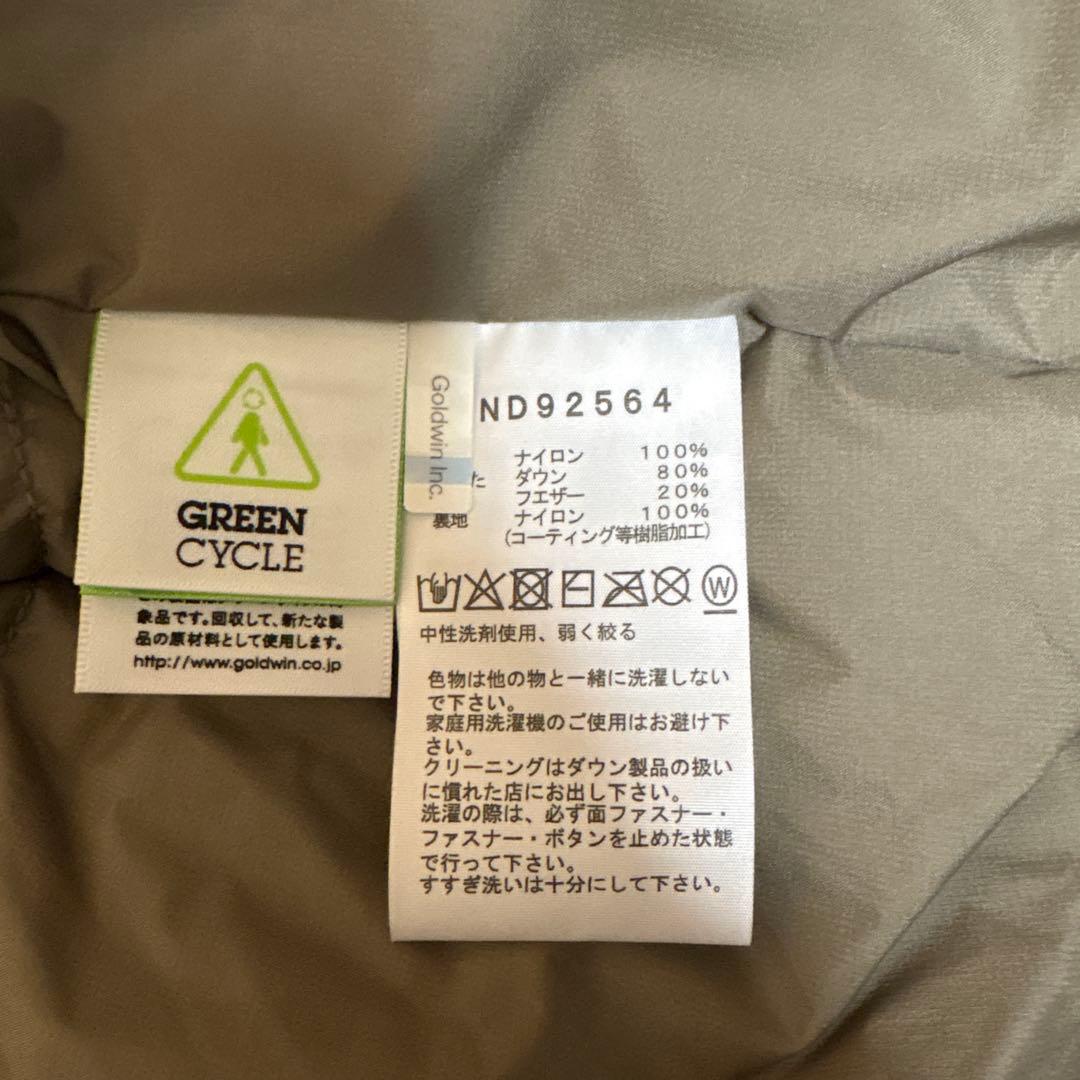 GREEN
CYCLE
象品です。回収して、新たな製
品の原材料として使用します。
http://www.goldwin.co.jp
Goldwin Inc.
ND92564
ナイロン 100%
た ダウン 80%
フエザー 20%
裏地 ナイロン 100%
(コーティング等樹脂加工)
W
中性洗剤使用、弱く絞る
色物は他の物と一緒に洗濯しない
で下さい。
家庭用洗濯機のご使用はお避け下
さい。
クリーニングはダウン製品の扱い
に慣れた店にお出し下さい。
洗濯の際は、必ず面ファスナー・
ファスナー・ボタンを止めた状態
で行って下さい。
すすぎ洗いは十分にして下さい。